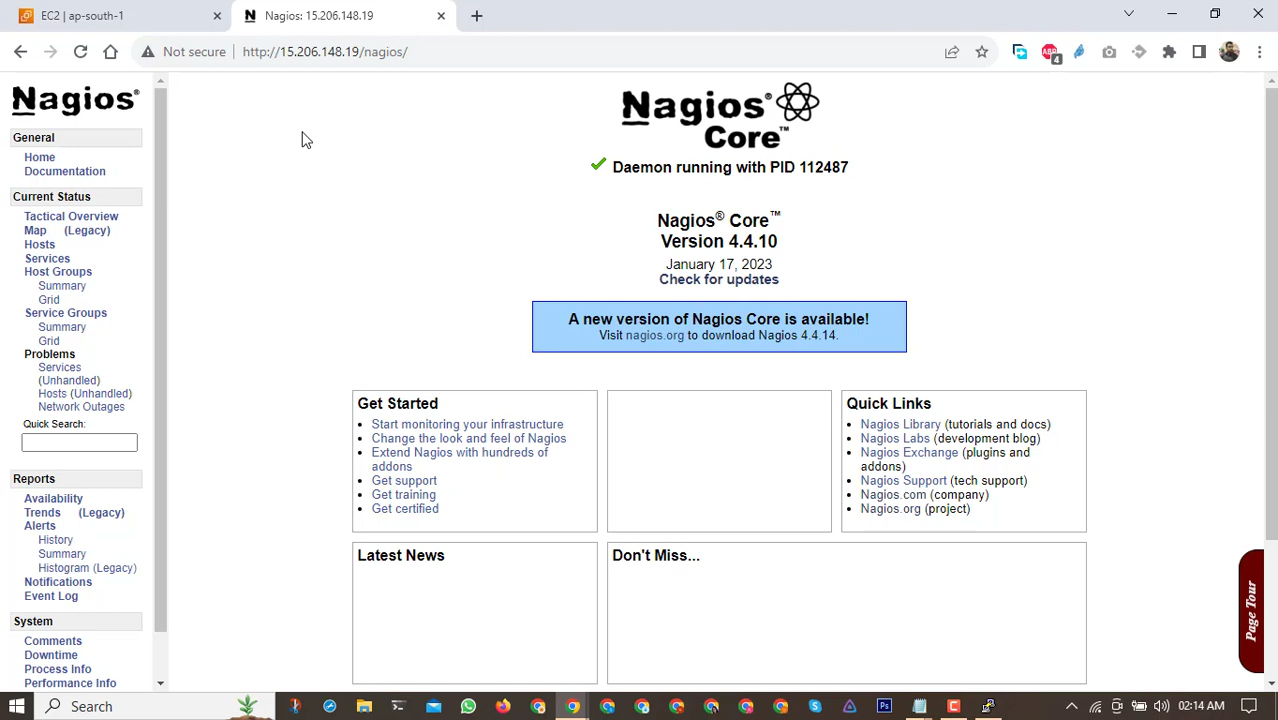 EC2 | ap-south-1
Nagios: 15.206.148.19
Not secure
http://15.206.148.19/nagios/
4
Nagios®
General
Home
Documentation
Current Status
Tactical Overview
Map (Legacy)
Hosts
Services
Host Groups
Summary
Grid
Service Groups
Summary
Grid
Problems
Services
(Unhandled)
Hosts (Unhandled)
Network Outages
Quick Search:
Reports
Availability
Trends (Legacy)
Alerts
History
Summary
Histogram (Legacy)
Notifications
Event Log
System
Comments
Downtime
Process Info
Performance Info
Nagios®
Core™
Daemon running with PID 112487
Nagios® Core™
Version 4.4.10
January 17, 2023
Check for updates
A new version of Nagios Core is available!
Visit nagios.org to download Nagios 4.4.14.
Get Started
Start monitoring your infrastructure
Change the look and feel of Nagios
Extend Nagios with hundreds of
addons
Get support
Get training
Get certified
Quick Links
Nagios Library (tutorials and docs)
Nagios Labs (development blog)
Nagios Exchange (plugins and
addons)
Nagios Support (tech support)
Nagios.com (company)
Nagios.org (project)
Latest News
Don't Miss...
Page Tour
Search
02:14 AM